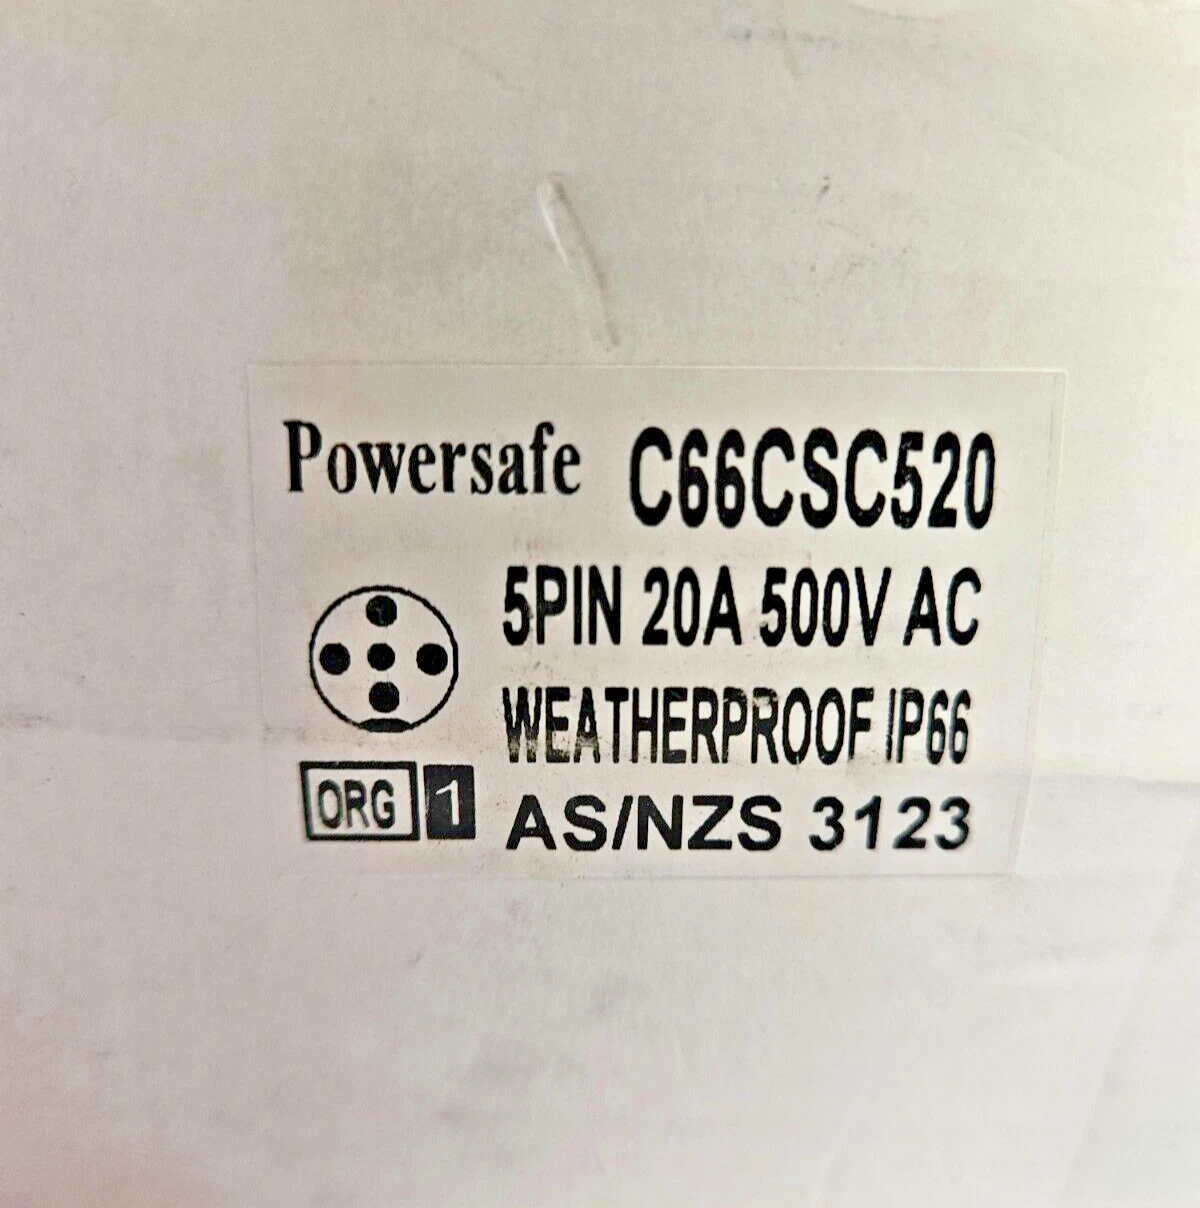 Powersafe C66CSC520
5PIN 20A 500V AC
WEATHERPROOF IP66
ORG 1 AS/NZS 3123